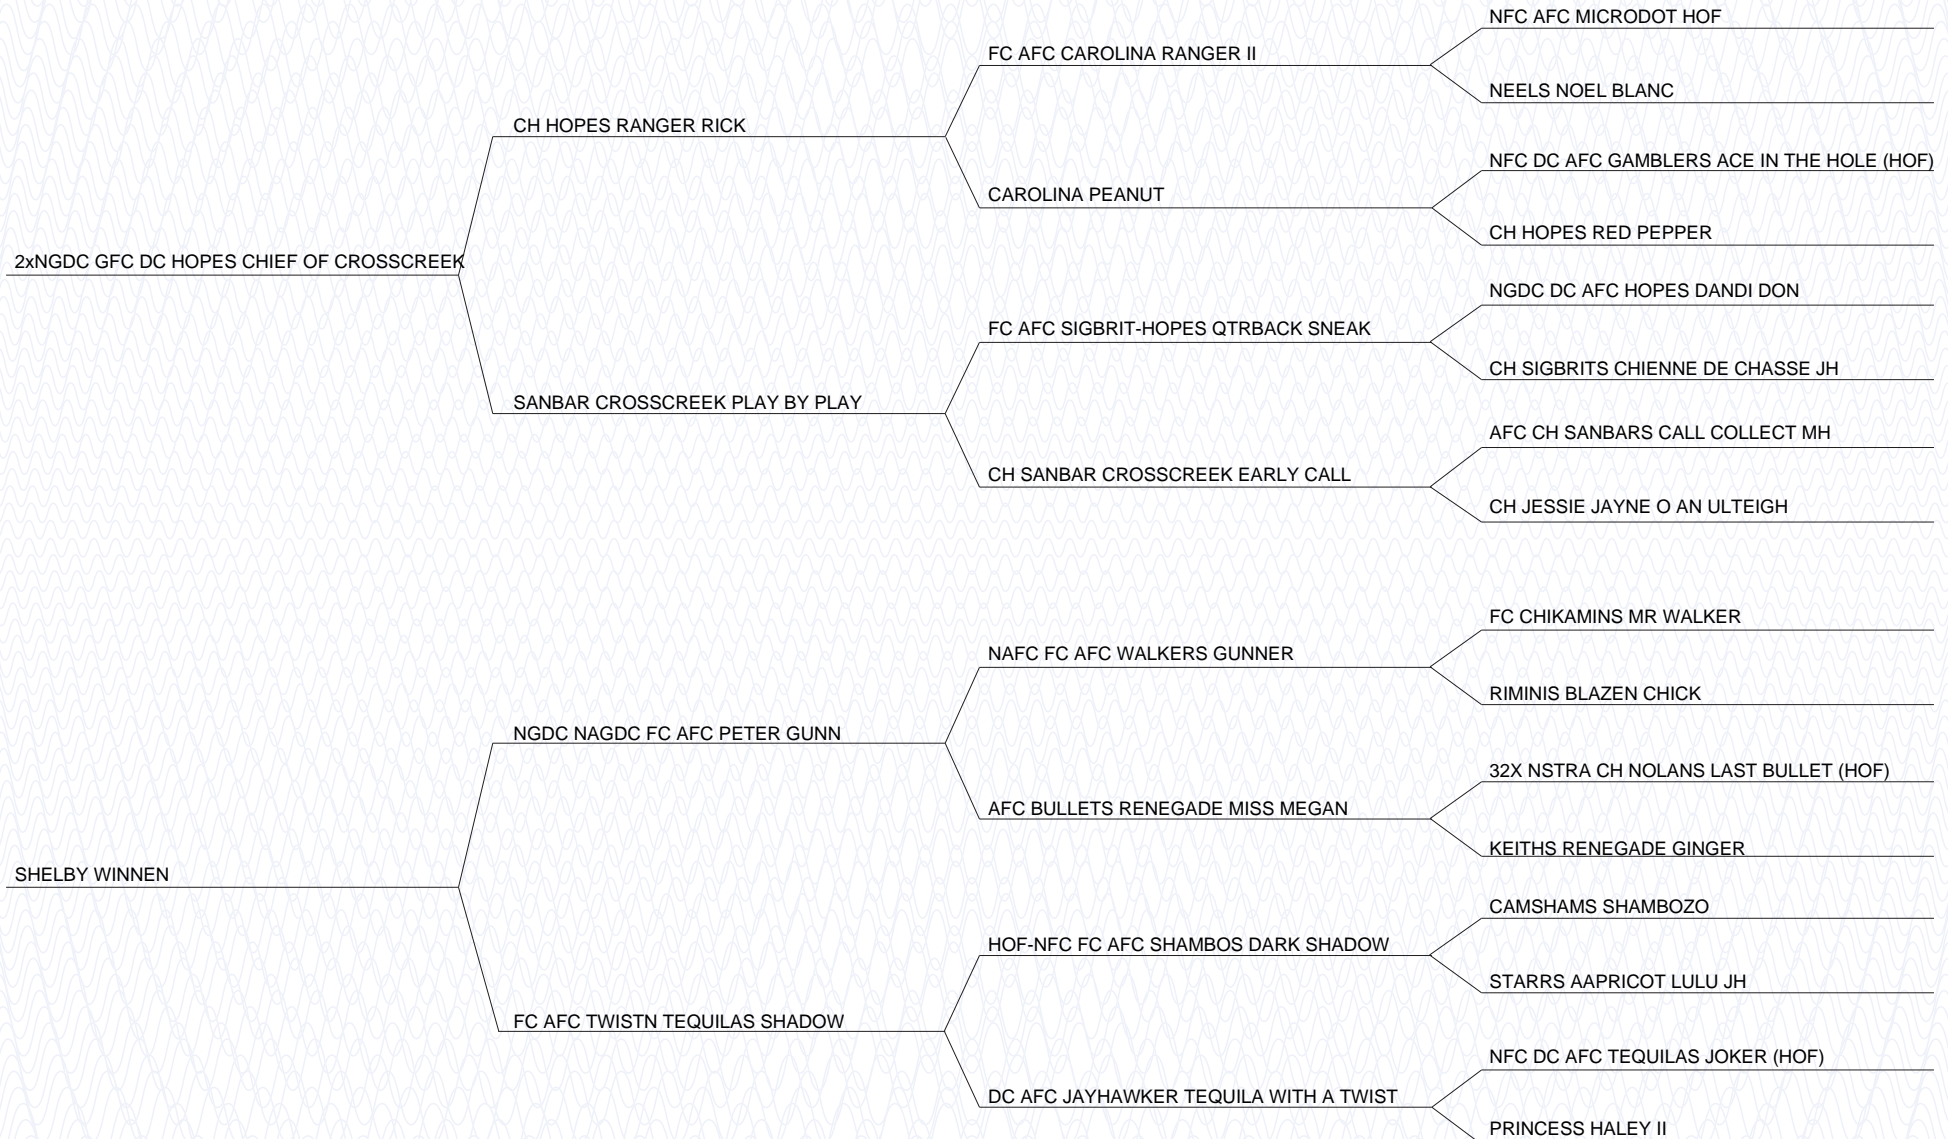 2xNGDC GFC DC HOPES CHIEF OF CROSSCREEK
CH HOPES RANGER RICK
FC AFC CAROLINA RANGER II
NFC AFC MICRODOT HOF
NEELS NOEL BLANC
CAROLINA PEANUT
NFC DC AFC GAMBLERS ACE IN THE HOLE (HOF)
CH HOPES RED PEPPER
SANBAR CROSSCREEK PLAY BY PLAY
FC AFC SIGBRIT-HOPES QTRBACK SNEAK
NGDC DC AFC HOPES DANDI DON
CH SIGBRITS CHIENNE DE CHASSE JH
CH SANBAR CROSSCREEK EARLY CALL
AFC CH SANBARS CALL COLLECT MH
CH JESSIE JAYNE O AN ULTEIGH
SHELBY WINNEN
NGDC NAGDC FC AFC PETER GUNN
NAFC FC AFC WALKERS GUNNER
FC CHIKAMINS MR WALKER
RIMINIS BLAZEN CHICK
AFC BULLETS RENEGADE MISS MEGAN
32X NSTRA CH NOLANS LAST BULLET (HOF)
KEITHS RENEGADE GINGER
FC AFC TWISTN TEQUILAS SHADOW
HOF-NFC FC AFC SHAMBOS DARK SHADOW
CAMSHAMS SHAMBOZO
STARRS AAPRICOT LULU JH
DC AFC JAYHAWKER TEQUILA WITH A TWIST
NFC DC AFC TEQUILAS JOKER (HOF)
PRINCESS HALEY II